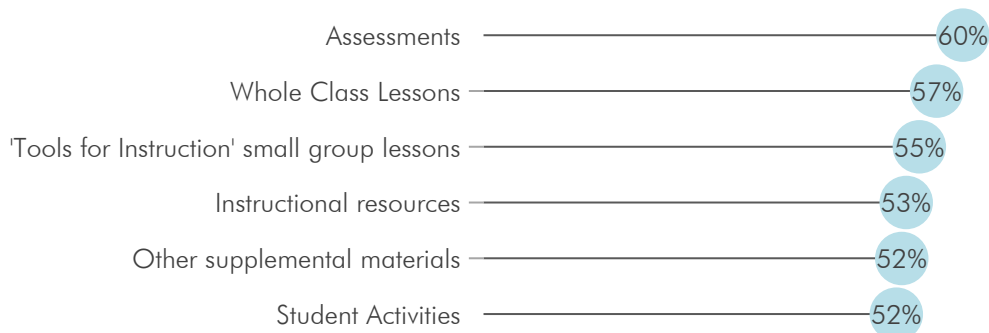 Assessments 60%
Whole Class Lessons 57%
'Tools for Instruction' small group lessons 55%
Instructional resources 53%
Other supplemental materials 52%
Student Activities 52%